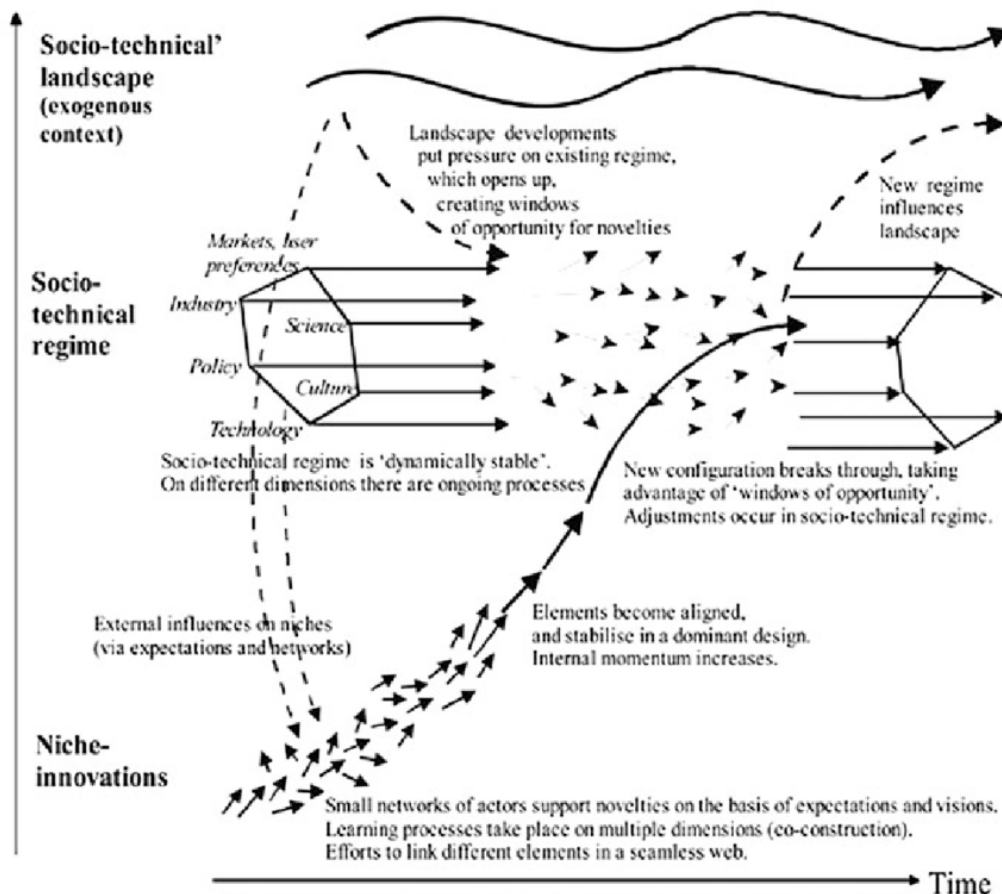 Socio-technical'
landscape
(exogenous
context)
Landscape developments
put pressure on existing regime,
which opens up,
creating windows
of opportunity for novelties
New regime
influences
landscape
Socio-
technical
regime
Markets, user
preferences
Industry
Science
Policy
Culture
Technology
Socio-technical regime is 'dynamically stable'.
On different dimensions there are ongoing processes
New configuration breaks through, taking
advantage of 'windows of opportunity'.
Adjustments occur in socio-technical regime.
External influences on niches
(via expectations and networks)
Elements become aligned,
and stabilise in a dominant design.
Internal momentum increases.
Niche-
innovations
Small networks of actors support novelties on the basis of expectations and visions.
Learning processes take place on multiple dimensions (co-construction).
Efforts to link different elements in a seamless web.
Time